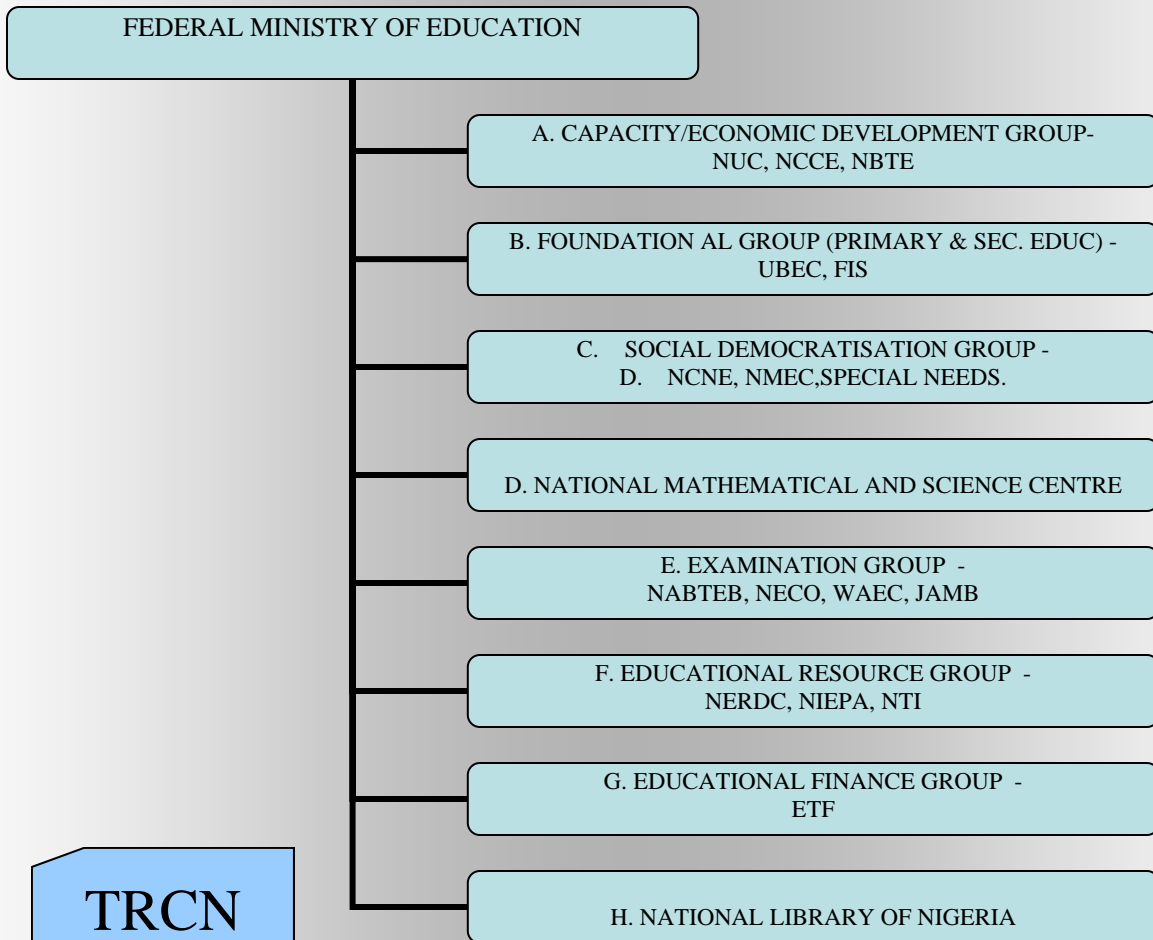 FEDERAL MINISTRY OF EDUCATION
A. CAPACITY/ECONOMIC DEVELOPMENT GROUP-
NUC, NCCE, NBTE
B. FOUNDATION AL GROUP (PRIMARY & SEC. EDUC) -
UBEC, FIS
C. SOCIAL DEMOCRATISATION GROUP -
D. NCNE, NMEC,SPECIAL NEEDS.
D. NATIONAL MATHEMATICAL AND SCIENCE CENTRE
E. EXAMINATION GROUP -
NABTEB, NECO, WAEC, JAMB
F. EDUCATIONAL RESOURCE GROUP -
NERDC, NIEPA, NTI
G. EDUCATIONAL FINANCE GROUP -
ETF
H. NATIONAL LIBRARY OF NIGERIA
TRCN